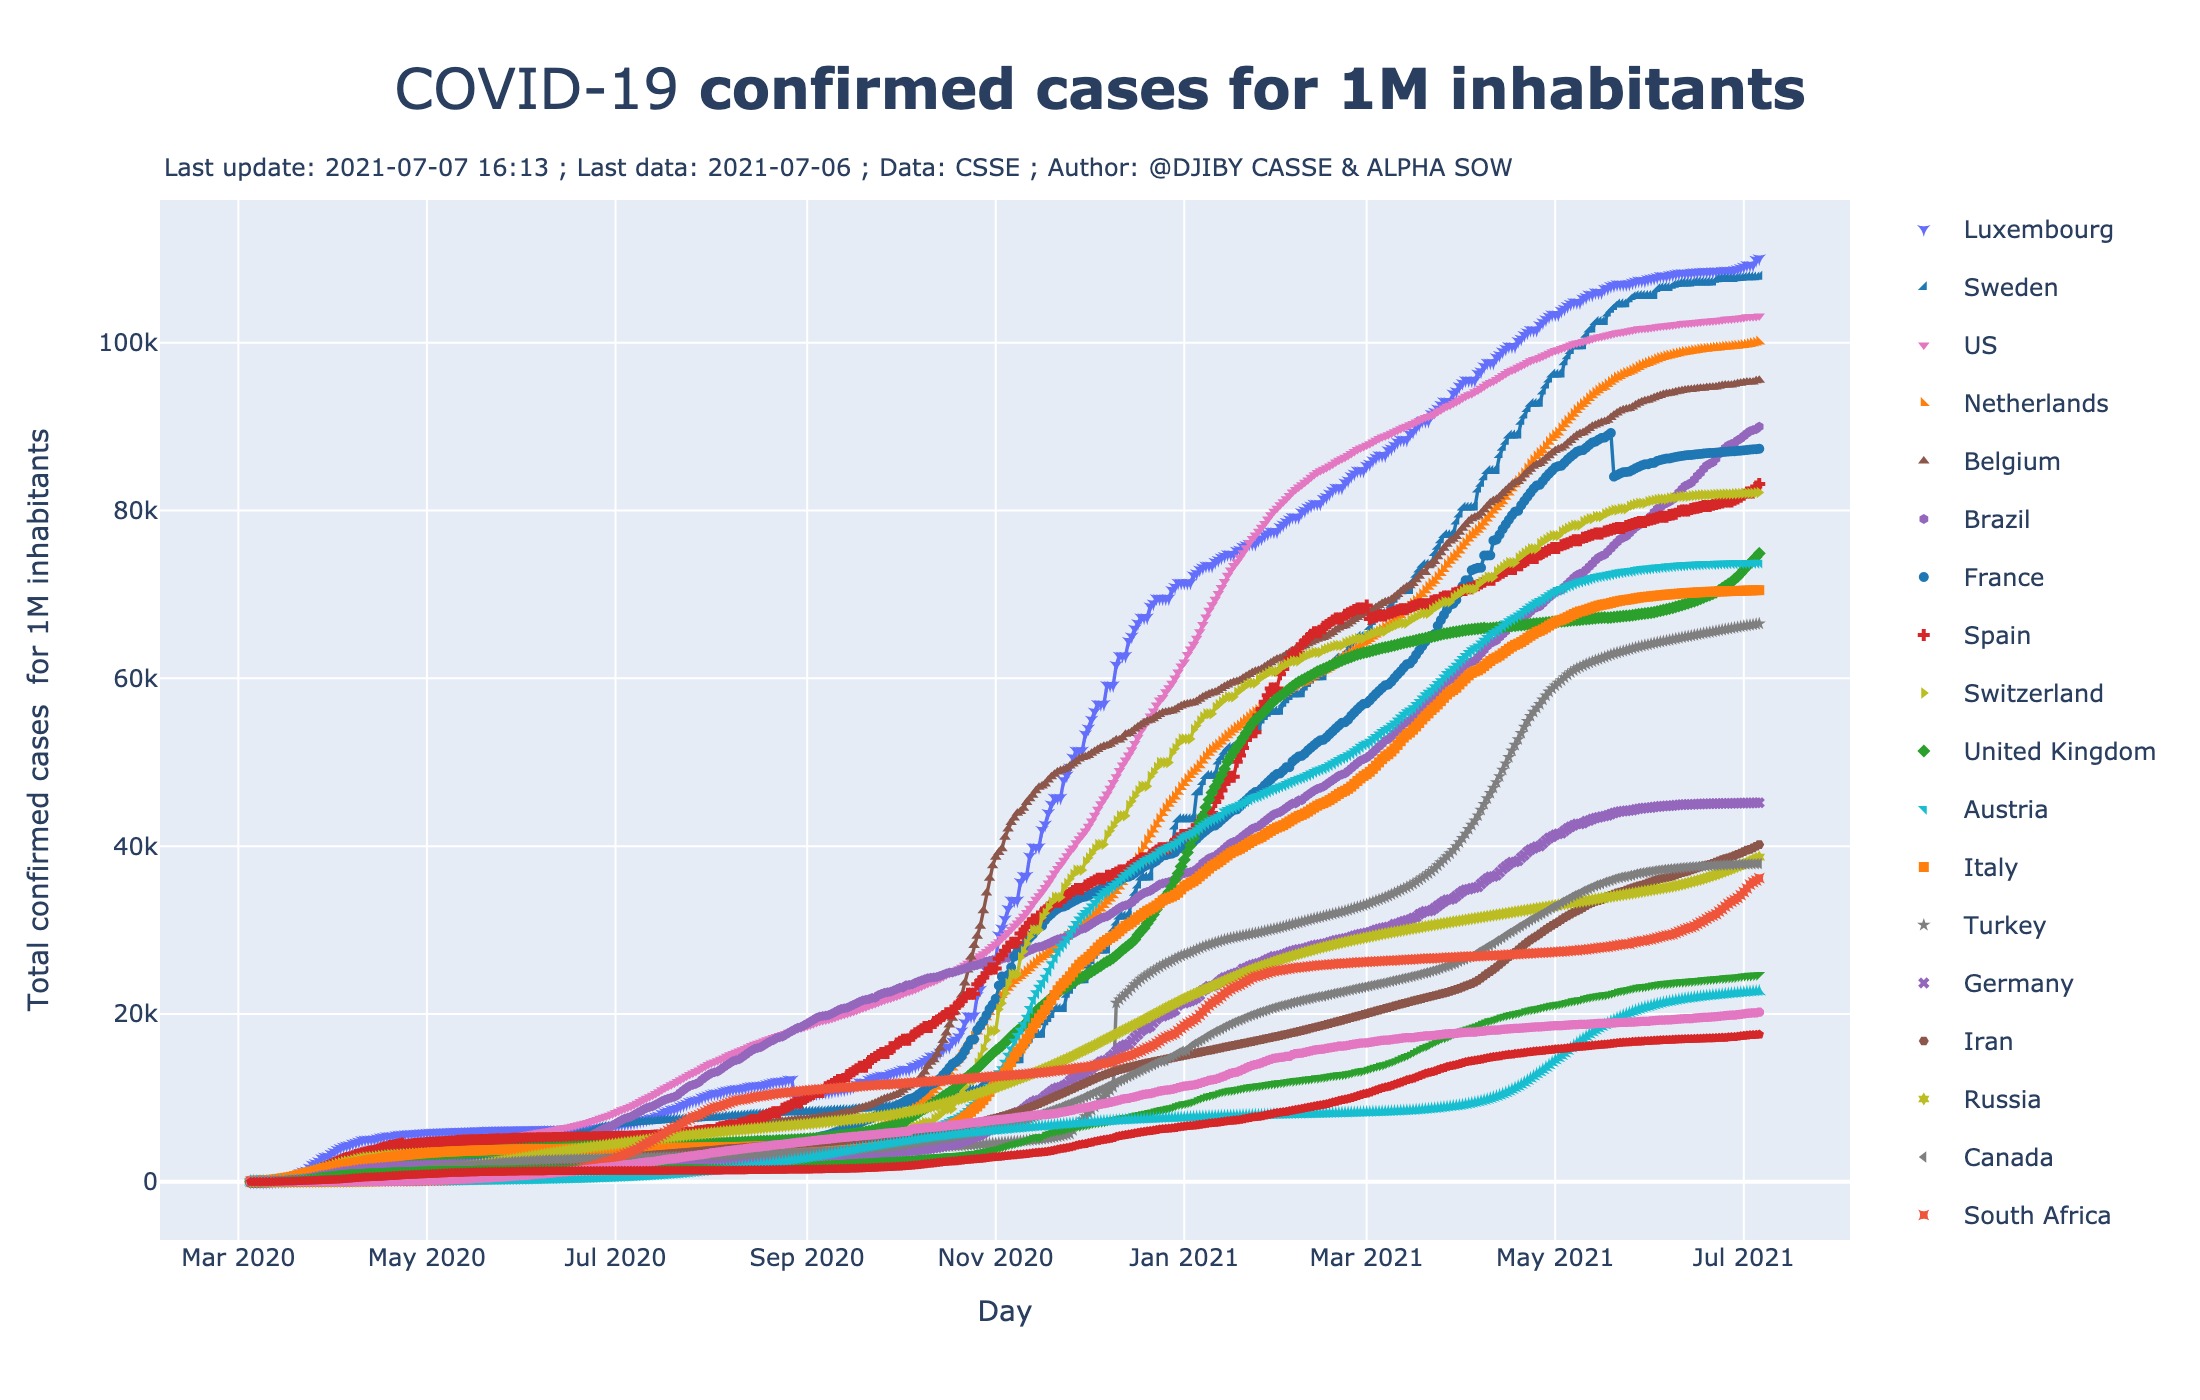 COVID-19 confirmed cases for 1M inhabitants
Last update: 2021-07-07 16:13 ; Last data: 2021-07-06 ; Data: CSSE ; Author: @DJIBY CASSE & ALPHA SOW
Total confirmed cases  for 1M inhabitants
100k
80k
60k
40k
20k
0
Mar 2020
May 2020
Jul 2020
Sep 2020
Nov 2020
Jan 2021
Mar 2021
May 2021
Jul 2021
Day
Luxembourg
Sweden
US
Netherlands
Belgium
Brazil
France
Spain
Switzerland
United Kingdom
Austria
Italy
Turkey
Germany
Iran
Russia
Canada
South Africa